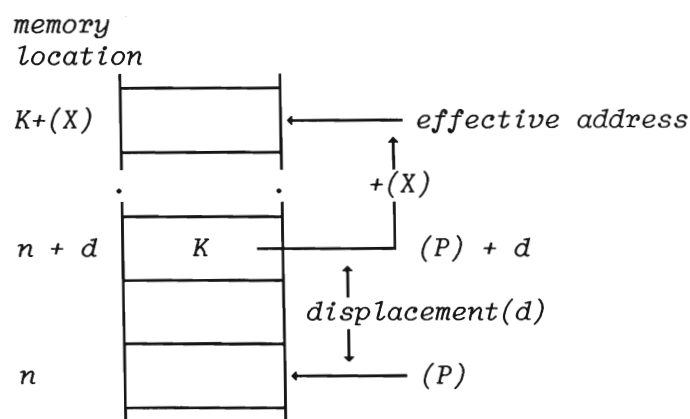 memory
location
K+(X)
effective address
+(X)
n + d
K
(P) + d
displacement(d)
n
(P)